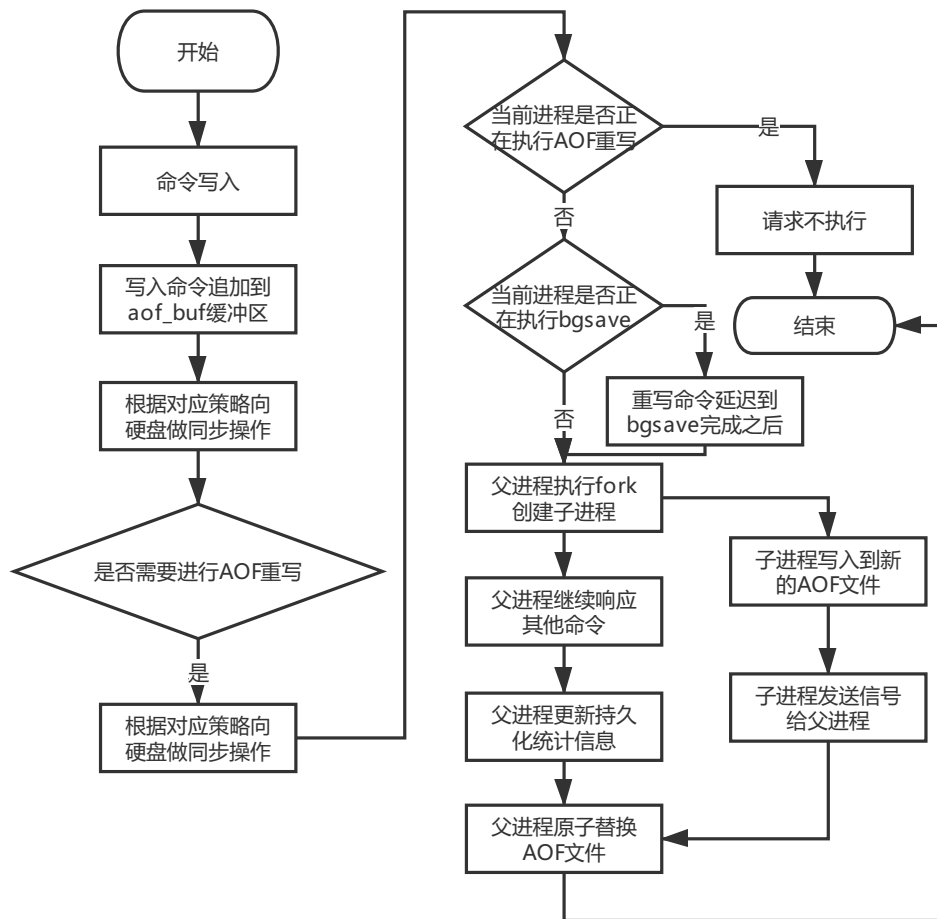 开始
命令写入
写入命令追加到
aof_buf缓冲区
根据对应策略向
硬盘做同步操作
是否需要进行AOF重写
是
根据对应策略向
硬盘做同步操作
当前进程是否正
在执行AOF重写
是
请求不执行
否
当前进程是否正
在执行bgsave
是
结束
重写命令延迟到
bgsave完成之后
否
父进程执行fork
创建子进程
子进程写入到新
的AOF文件
父进程继续响应
其他命令
子进程发送信号
给父进程
父进程更新持久
化统计信息
父进程原子替换
AOF文件